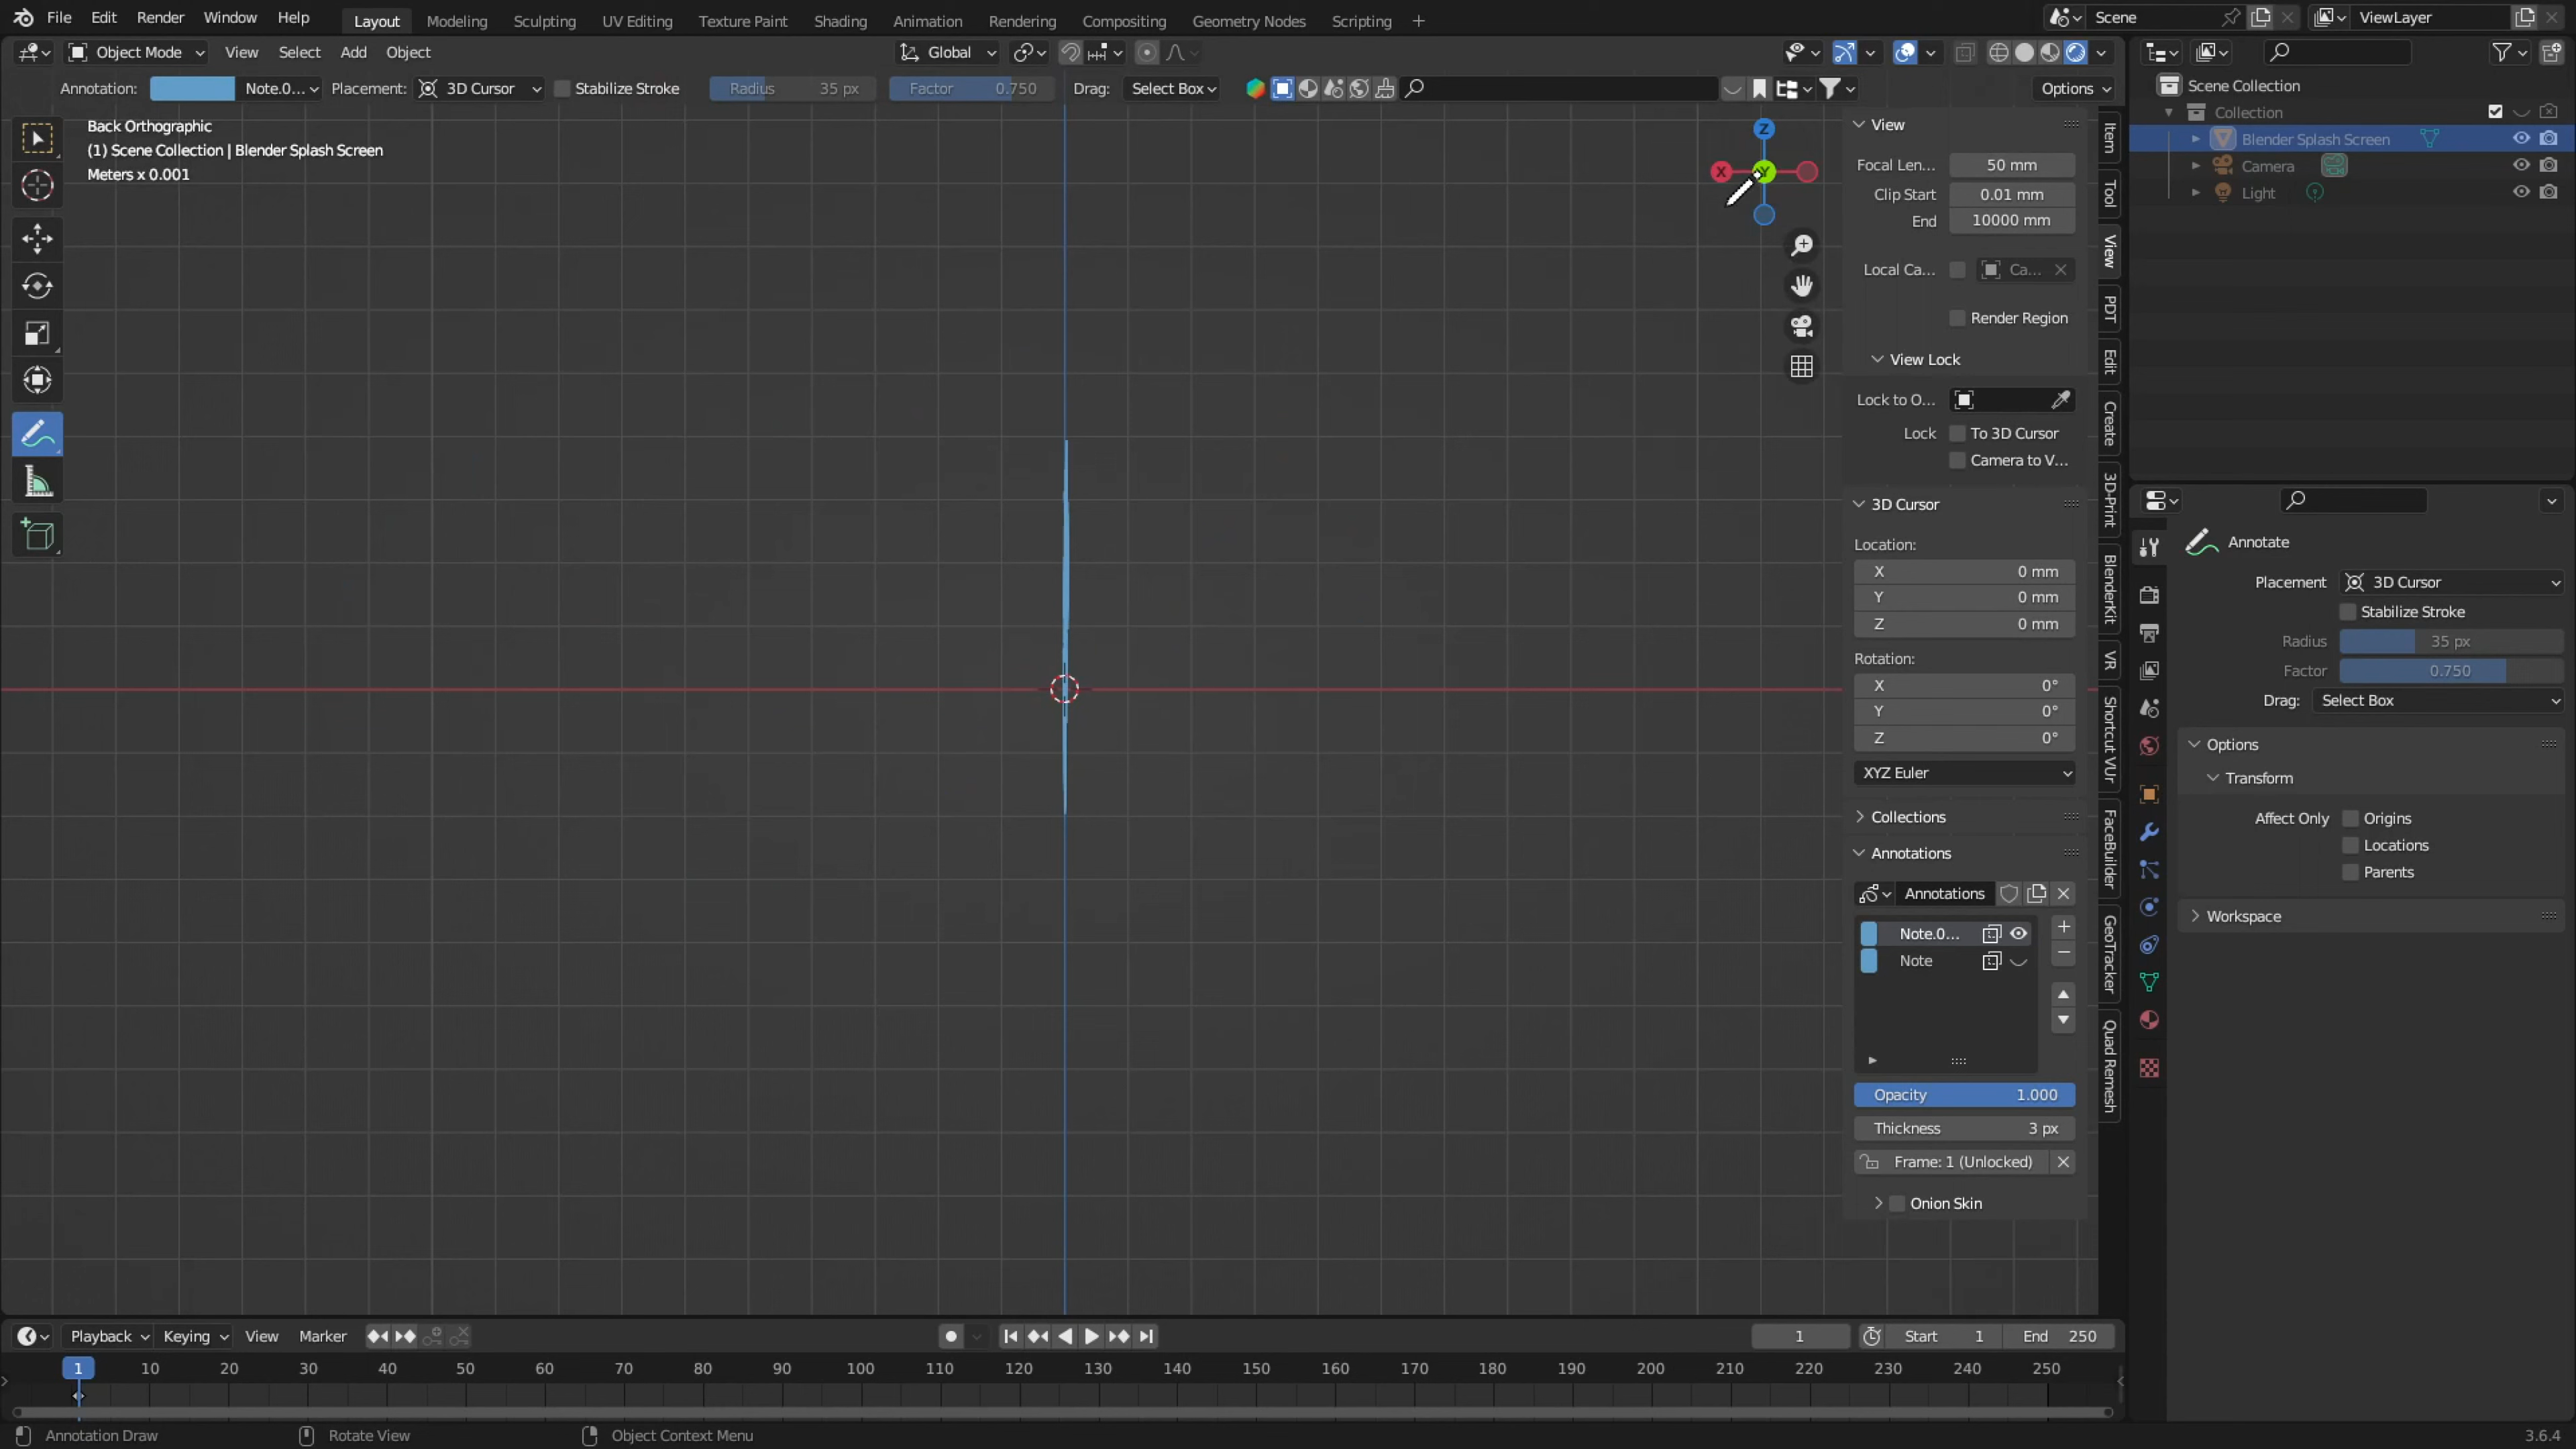 File Edit Render Window Help Layout Modeling Sculpting UV Editing Texture Paint Shading Animation Rendering Compositing Geometry Nodes Scripting + Scene ViewLayer
Object Mode View Select Add Object Global
Annotation: Note.0... Placement: 3D Cursor Stabilize Stroke Radius 35 px Factor 0.750 Drag: Select Box Options
Back Orthographic
(1) Scene Collection | Blender Splash Screen
Meters x 0.001
Z
X Y
View
Focal Len... 50 mm
Clip Start 0.01 mm
End 10000 mm
Local Ca... Ca...
Render Region
View Lock
Lock to O...
Lock To 3D Cursor
Camera to V...
3D Cursor
Location:
X 0 mm
Y 0 mm
Z 0 mm
Rotation:
X 0°
Y 0°
Z 0°
XYZ Euler
Collections
Annotations
Annotations
Note.0...
Note
Opacity 1.000
Thickness 3 px
Frame: 1 (Unlocked)
Onion Skin
Item
Tool
View
PDT
Edit
Create
3D-Print
BlenderKit
VR
Shortcut VUr
FaceBuilder
GeoTracker
Quad Remesh
Scene Collection
Collection
Blender Splash Screen
Camera
Light
Annotate
Placement 3D Cursor
Stabilize Stroke
Radius 35 px
Factor 0.750
Drag: Select Box
Options
Transform
Affect Only Origins
Locations
Parents
Workspace
Playback Keying View Marker 1 Start 1 End 250
1 10 20 30 40 50 60 70 80 90 100 110 120 130 140 150 160 170 180 190 200 210 220 230 240 250
Annotation Draw Rotate View Object Context Menu 3.6.4